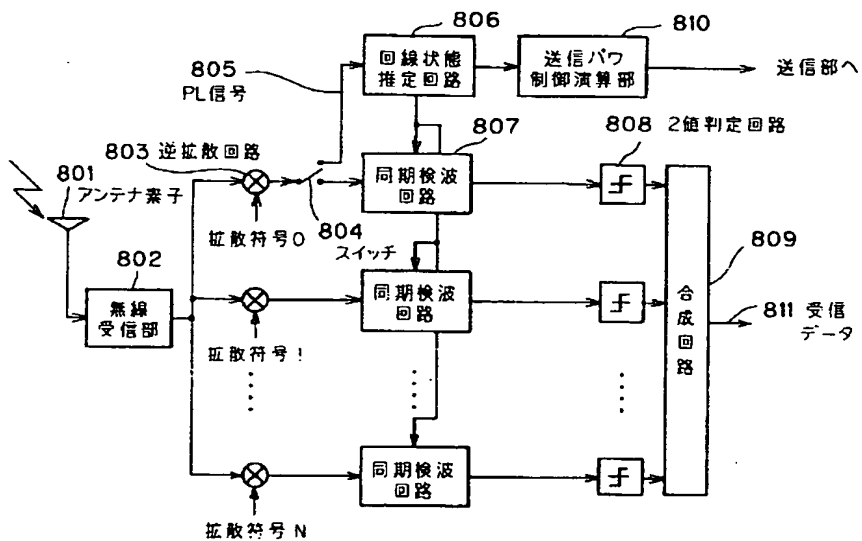 806
810
805
PL信号
回線状態
推定回路
送信パワ
制御演算部
送信部へ
807
808 2値判定回路
803 逆拡散回路
801
アンテナ素子
同期検波
回路
拡散符号0
804
スイッチ
809
802
無線
受信部
同期検波
回路
合成回路
811 受信
データ
拡散符号1
同期検波
回路
拡散符号N